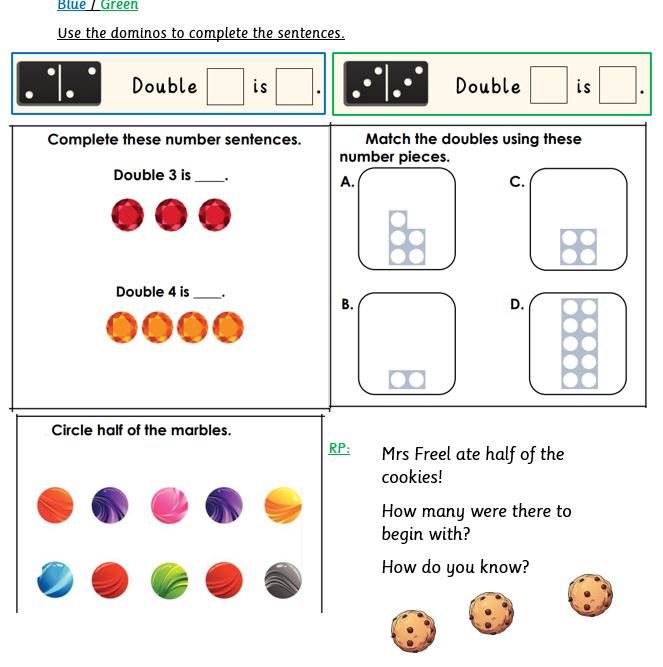 Blue / Green
Use the dominos to complete the sentences.
Double is .
Double is .
Complete these number sentences.
Double 3 is ____.
Double 4 is ____.
Match the doubles using these
number pieces.
A.
C.
B.
D.
Circle half of the marbles.
RP:
Mrs Freel ate half of the
cookies!
How many were there to
begin with?
How do you know?